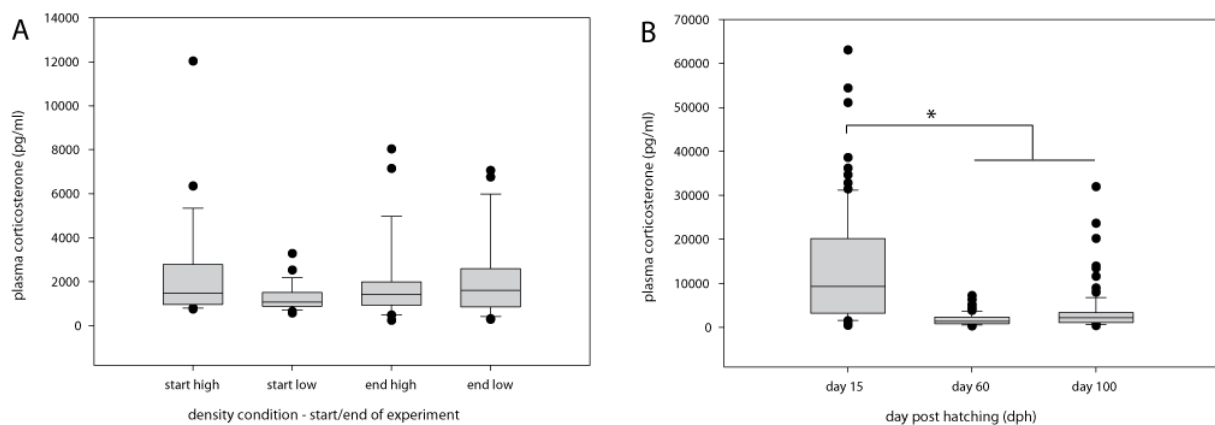 A
plasma corticosterone (pg/ml)
14000
12000
10000
8000
6000
4000
2000
0
start high start low end high end low
density condition - start/end of experiment
B
plasma corticosterone (pg/ml)
70000
60000
50000
40000
30000
20000
10000
0
*
day 15 day 60 day 100
day post hatching (dph)